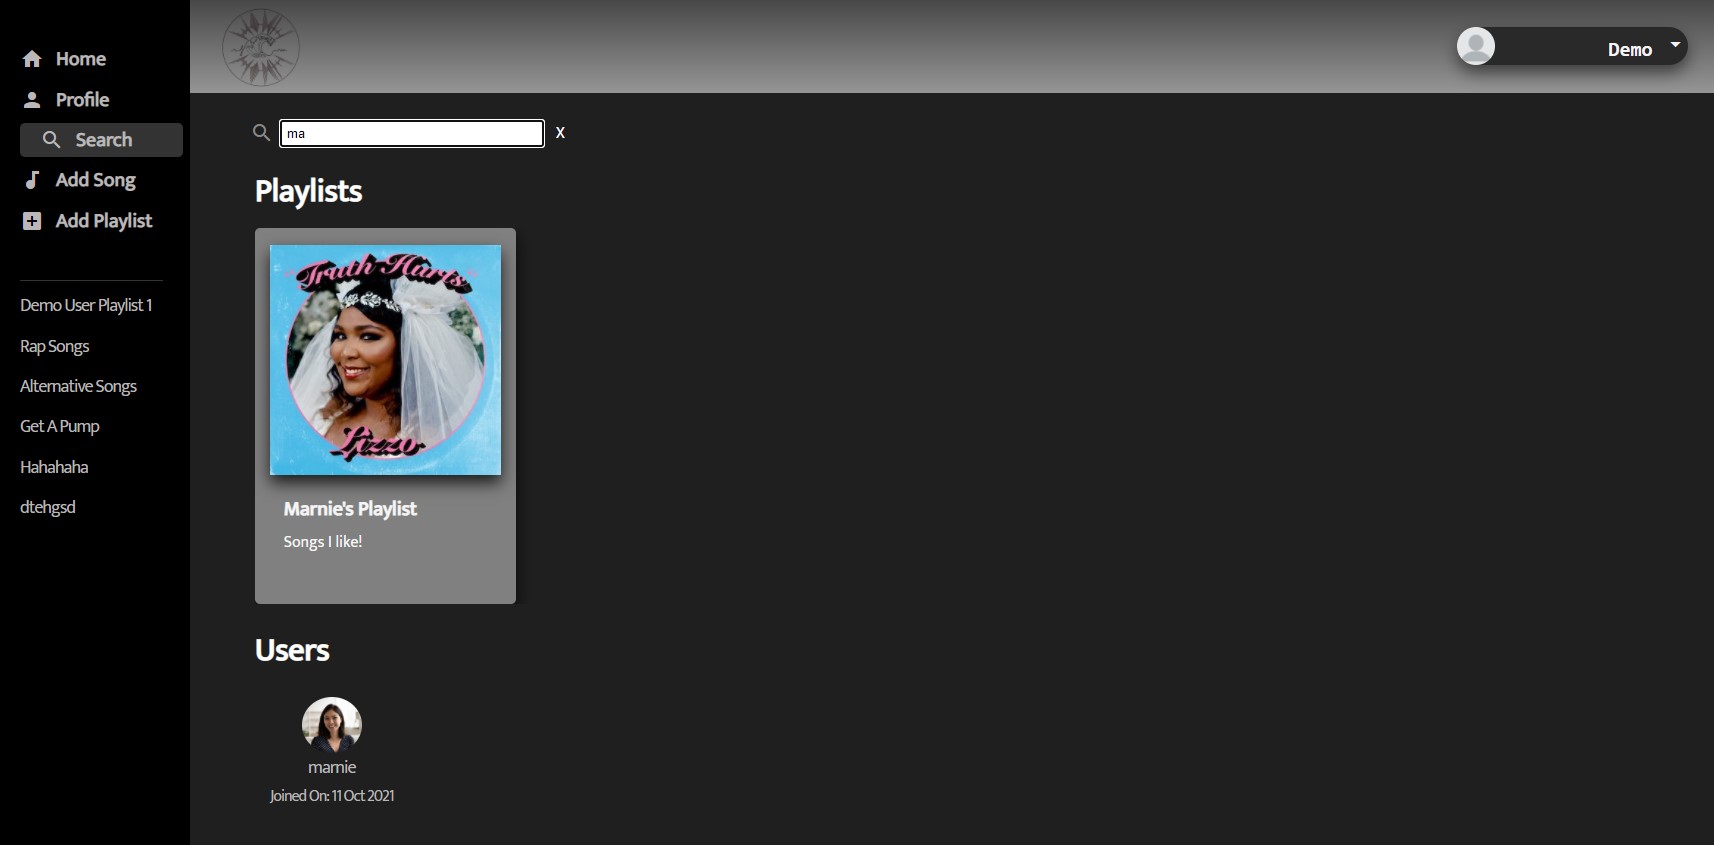 Home
Profile
Search
Add Song
Add Playlist
Demo User Playlist 1
Rap Songs
Alternative Songs
Get A Pump
Hahahaha
dtehgsd
Demo
ma
X
Playlists
"Truth Hurts"
Lizzo
Marnie's Playlist
Songs I like!
Users
marnie
Joined On: 11 Oct 2021